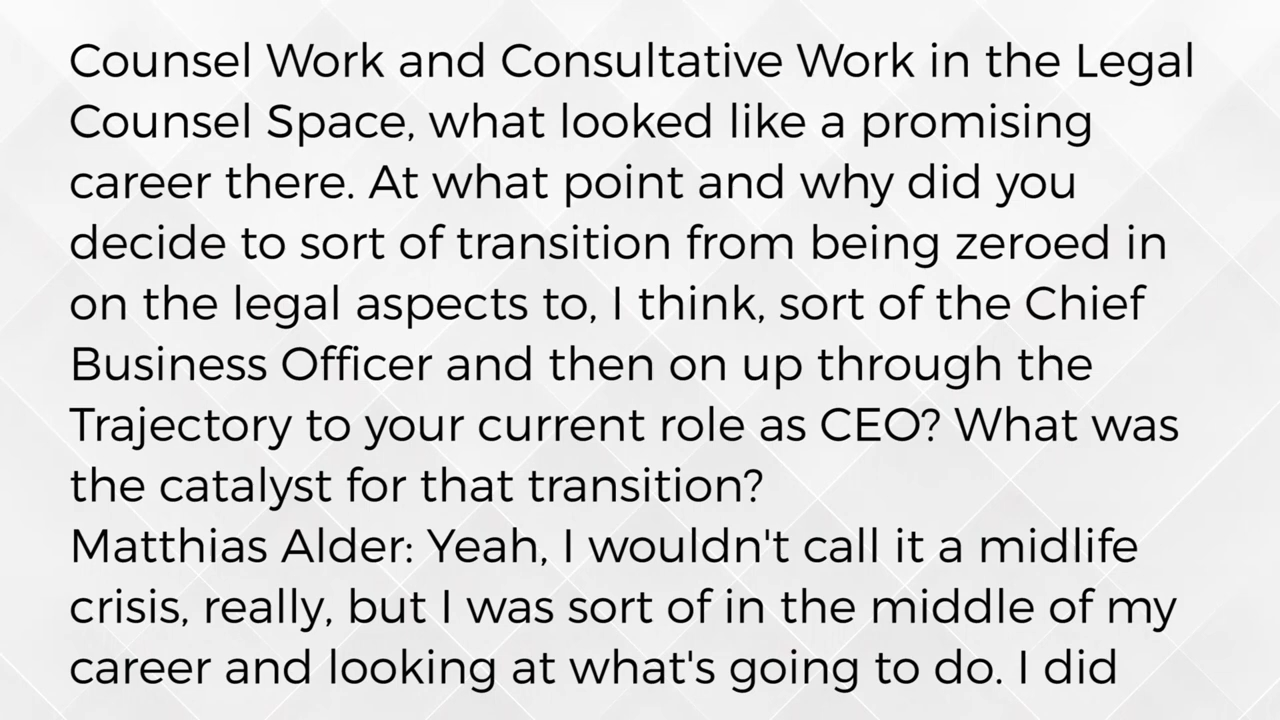 Counsel Work and Consultative Work in the Legal
Counsel Space, what looked like a promising
career there. At what point and why did you
decide to sort of transition from being zeroed in
on the legal aspects to, I think, sort of the Chief
Business Officer and then on up through the
Trajectory to your current role as CEO? What was
the catalyst for that transition?
Matthias Alder: Yeah, I wouldn't call it a midlife
crisis, really, but I was sort of in the middle of my
career and looking at what's going to do. I did